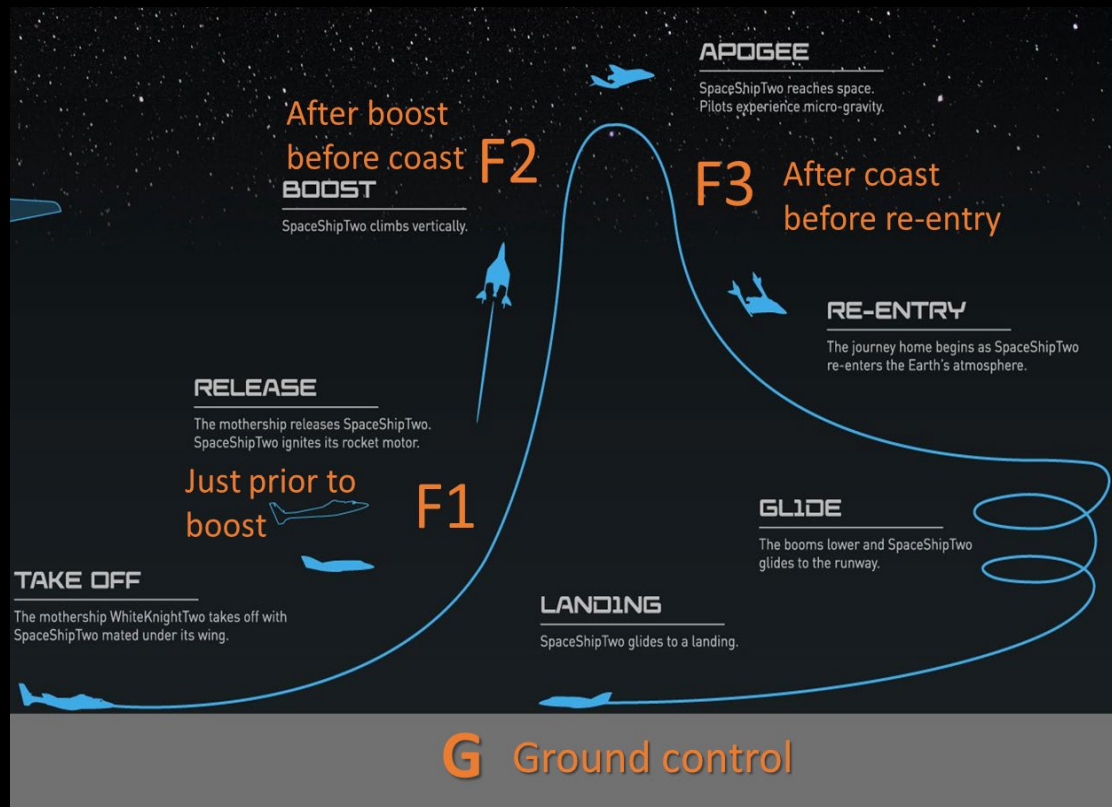 APOGEE
SpaceShipTwo reaches space.
Pilots experience micro-gravity.
After boost
before coast
F2
BOOST
SpaceShipTwo climbs vertically.
F3
After coast
before re-entry
RE-ENTRY
The journey home begins as SpaceShipTwo
re-enters the Earth's atmosphere.
RELEASE
The mothership releases SpaceShipTwo.
SpaceShipTwo ignites its rocket motor.
Just prior to
boost
F1
GL1DE
The booms lower and SpaceShipTwo
glides to the runway.
TAKE OFF
The mothership WhiteKnightTwo takes off with
SpaceShipTwo mated under its wing.
LAND1NG
SpaceShipTwo glides to a landing.
G Ground control